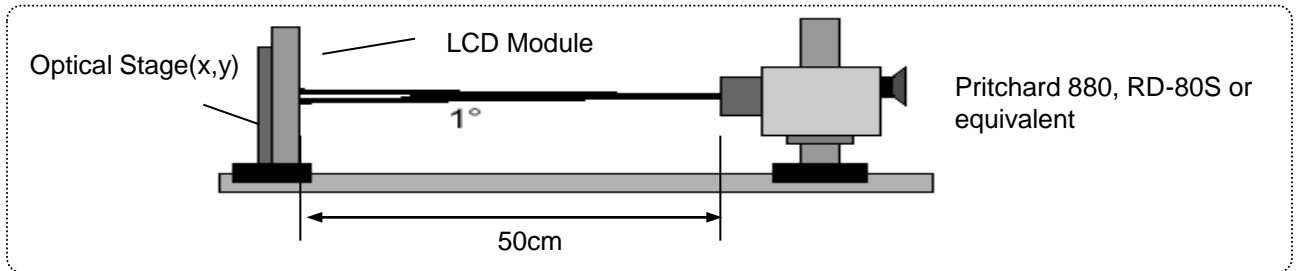 LCD Module
Optical Stage(x,y)
Pritchard 880, RD-80S or
equivalent
1°
50cm